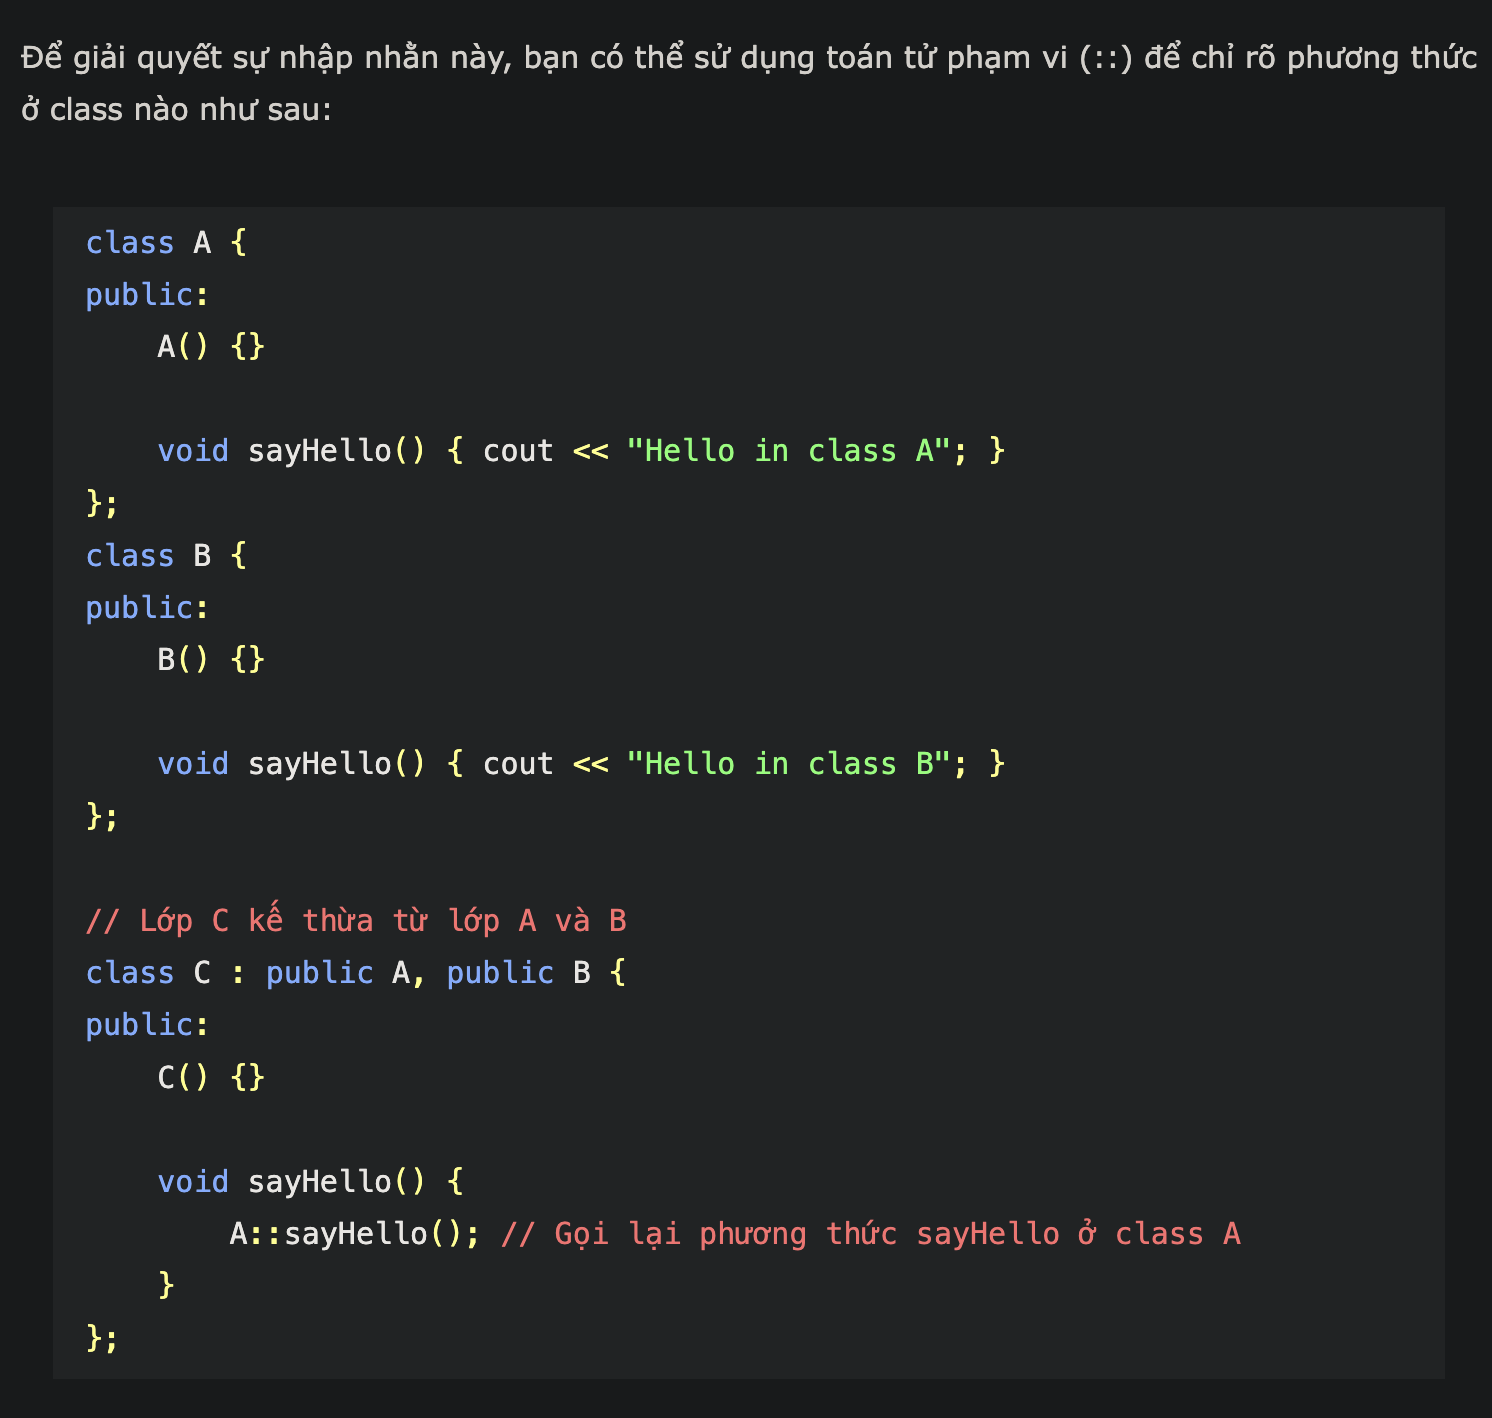 Để giải quyết sự nhập nhằn này, bạn có thể sử dụng toán tử phạm vi (::) để chỉ rõ phương thức
ở class nào như sau:
class A {
public:
    A() {}
    void sayHello() { cout << "Hello in class A"; }
};
class B {
public:
    B() {}
    void sayHello() { cout << "Hello in class B"; }
};
// Lớp C kế thừa từ lớp A và B
class C : public A, public B {
public:
    C() {}
    void sayHello() {
        A::sayHello(); // Gọi lại phương thức sayHello ở class A
    }
};